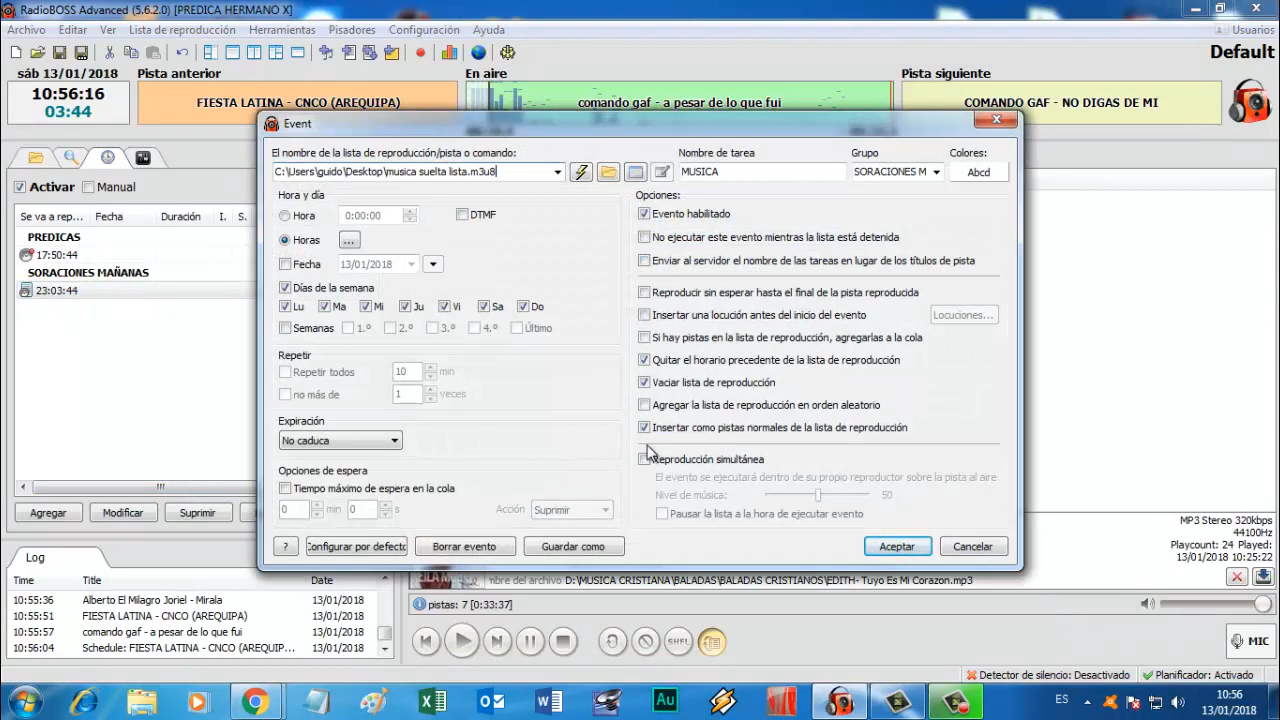 RadioBOSS Advanced (5.6.2.0) [PREDICA HERMANO X]
Archivo Editar Ver Lista de reproducción Herramientas Pisadores Configuración Ayuda Usuarios
Default
sáb 13/01/2018 Pista anterior En aire Pista siguiente
10:56:16
03:44
FIESTA LATINA - CNCO (AREQUIPA) comando gaf - a pesar de lo que fui COMANDO GAF - NO DIGAS DE MI
Event
El nombre de la lista de reproducción/pista o comando: Nombre de tarea Grupo Colores:
C:\Users\guido\Desktop\musica suelta lista.m3u8 MUSICA SORACIONES M Abcd
Activar Manual
Se va a rep... Fecha Duración I. S.
PREDICAS
17:50:44
SORACIONES MAÑANAS
23:03:44
Agregar Modificar Suprimir
Hora y día
Hora 0:00:00 DTMF
Horas ...
Fecha 13/01/2018
Días de la semana
Lu Ma Mi Ju Vi Sa Do
Semanas 1.º 2.º 3.º 4.º Último
Repetir
Repetir todos 10 min
no más de 1 veces
Expiración
No caduca
Opciones de espera
Tiempo máximo de espera en la cola
0 min 0 s Acción Suprimir
Opciones:
Evento habilitado
No ejecutar este evento mientras la lista está detenida
Enviar al servidor el nombre de las tareas en lugar de los títulos de pista
Reproducir sin esperar hasta el final de la pista reproducida
Insertar una locución antes del inicio del evento Locuciones...
Si hay pistas en la lista de reproducción, agregarlas a la cola
Quitar el horario precedente de la lista de reproducción
Vaciar lista de reproducción
Agregar la lista de reproducción en orden aleatorio
Insertar como pistas normales de la lista de reproducción
Reproducción simultánea
El evento se ejecutará dentro de su propio reproductor sobre la pista al aire
Nivel de música: 50
Pausar la lista a la hora de ejecutar evento
? Configurar por defecto Borrar evento Guardar como Aceptar Cancelar
MP3 Stereo 320kbps
44100Hz
Playcount: 24 Played:
13/01/2018 10:25:22
Log
Time Title Date
10:55:36 Alberto El Milagro Joriel - Mirala 13/01/2018
10:55:51 FIESTA LATINA - CNCO (AREQUIPA) 13/01/2018
10:55:57 comando gaf - a pesar de lo que fui 13/01/2018
10:56:04 Schedule: FIESTA LATINA - CNCO (AREQUIP... 13/01/2018
mbre del archivo D:\MUSICA CRISTIANA\BALADAS\BALADAS CRISTIANOS\EDITH- Tuyo Es Mi Corazon.mp3
pistas: 7 [0:33:37]
MIC
Detector de silencio: Desactivado Planificador: Activado
ES 10:56
13/01/2018